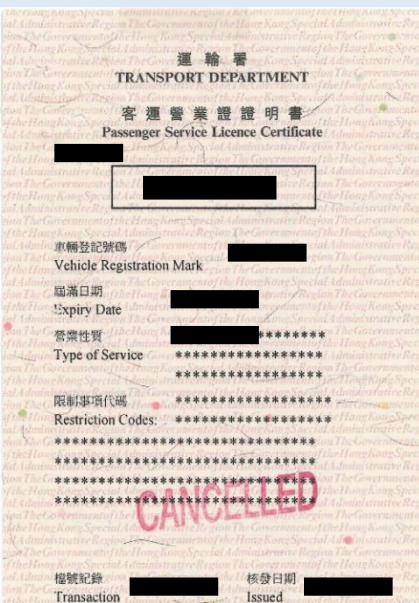 運輸署
TRANSPORT DEPARTMENT
客運營業證證明書
Passenger Service Licence Certificate
車輛登記號碼
Vehicle Registration Mark
屆滿日期
Expiry Date
營業性質 ********
Type of Service ******************
******************
限制事項代碼 *******************
Restriction Codes: *******************
********************************
********************************
********************************
********************************
CANCELLED
檔號記錄 核發日期
Transaction Issued